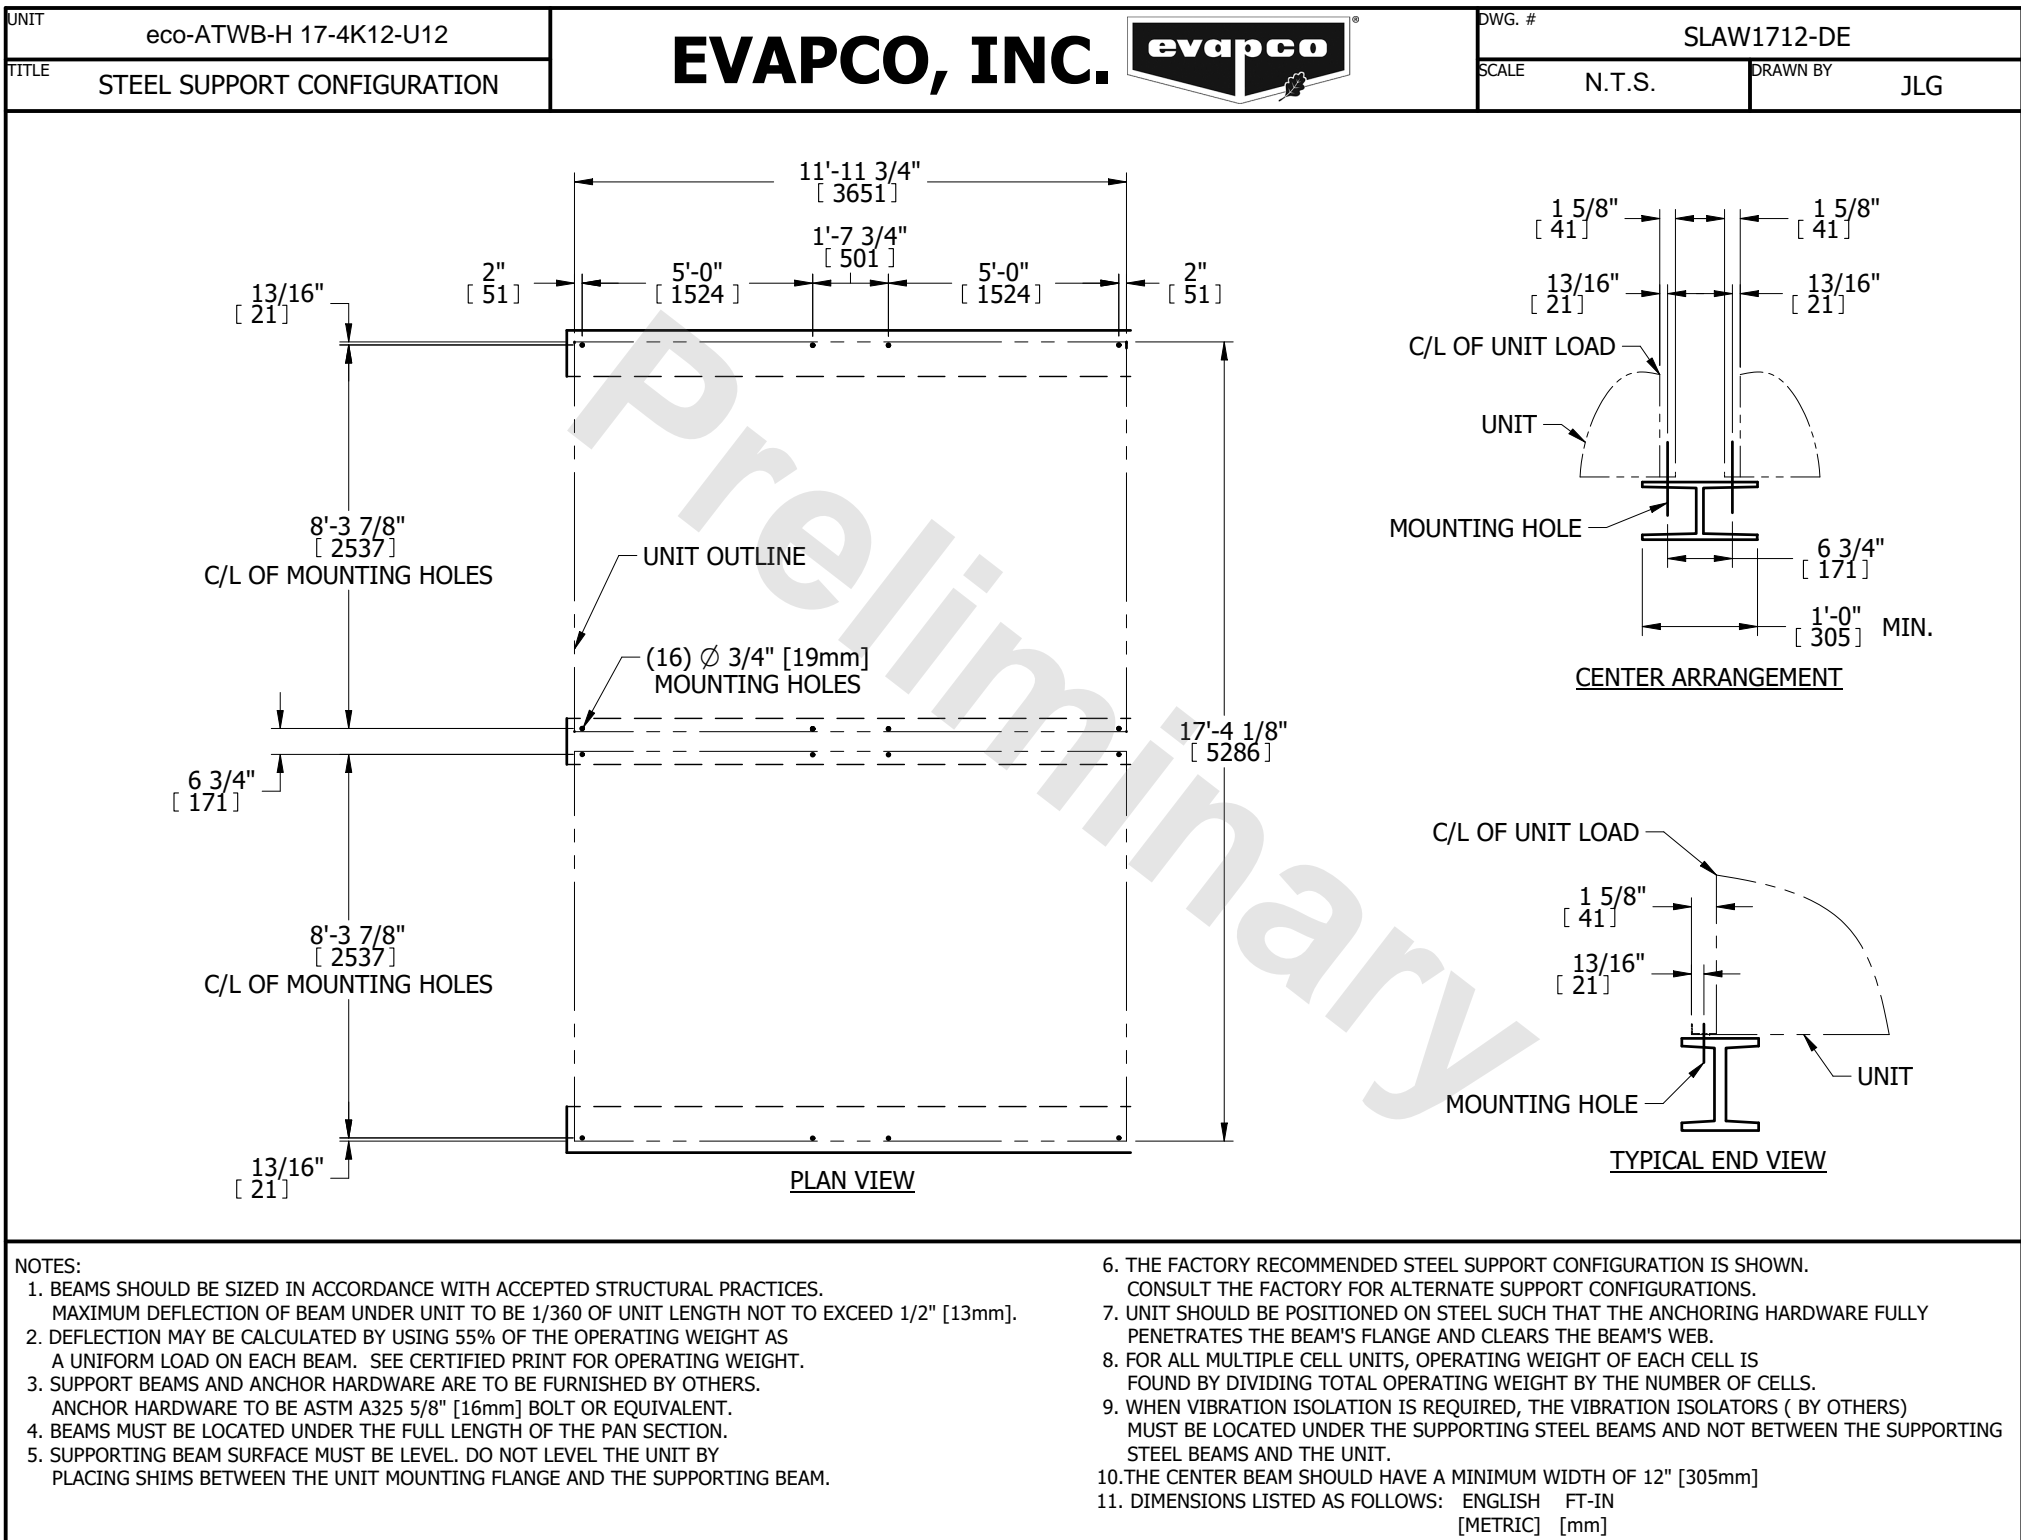 UNIT
eco-ATWB-H 17-4K12-U12
TITLE
STEEL SUPPORT CONFIGURATION
EVAPCO, INC.
evapco
®
DWG. #
SLAW1712-DE
SCALE
N.T.S.
DRAWN BY
JLG
11'-11 3/4"
[ 3651]
1'-7 3/4"
[ 501 ]
2"
[ 51]
5'-0"
[ 1524 ]
5'-0"
[ 1524]
2"
[ 51]
13/16"
[ 21]
8'-3 7/8"
[ 2537]
C/L OF MOUNTING HOLES
UNIT OUTLINE
(16) Ø 3/4" [19mm]
MOUNTING HOLES
6 3/4"
[ 171]
17'-4 1/8"
[ 5286]
8'-3 7/8"
[ 2537]
C/L OF MOUNTING HOLES
13/16"
[ 21]
PLAN VIEW
Preliminary
1 5/8"
[ 41]
1 5/8"
[ 41]
13/16"
[ 21]
13/16"
[ 21]
C/L OF UNIT LOAD
UNIT
MOUNTING HOLE
6 3/4"
[ 171]
1'-0"
[ 305]
MIN.
CENTER ARRANGEMENT
C/L OF UNIT LOAD
1 5/8"
[ 41]
13/16"
[ 21]
UNIT
MOUNTING HOLE
TYPICAL END VIEW
NOTES:
1. BEAMS SHOULD BE SIZED IN ACCORDANCE WITH ACCEPTED STRUCTURAL PRACTICES.
MAXIMUM DEFLECTION OF BEAM UNDER UNIT TO BE 1/360 OF UNIT LENGTH NOT TO EXCEED 1/2" [13mm].
2. DEFLECTION MAY BE CALCULATED BY USING 55% OF THE OPERATING WEIGHT AS
A UNIFORM LOAD ON EACH BEAM. SEE CERTIFIED PRINT FOR OPERATING WEIGHT.
3. SUPPORT BEAMS AND ANCHOR HARDWARE ARE TO BE FURNISHED BY OTHERS.
ANCHOR HARDWARE TO BE ASTM A325 5/8" [16mm] BOLT OR EQUIVALENT.
4. BEAMS MUST BE LOCATED UNDER THE FULL LENGTH OF THE PAN SECTION.
5. SUPPORTING BEAM SURFACE MUST BE LEVEL. DO NOT LEVEL THE UNIT BY
PLACING SHIMS BETWEEN THE UNIT MOUNTING FLANGE AND THE SUPPORTING BEAM.
6. THE FACTORY RECOMMENDED STEEL SUPPORT CONFIGURATION IS SHOWN.
CONSULT THE FACTORY FOR ALTERNATE SUPPORT CONFIGURATIONS.
7. UNIT SHOULD BE POSITIONED ON STEEL SUCH THAT THE ANCHORING HARDWARE FULLY
PENETRATES THE BEAM'S FLANGE AND CLEARS THE BEAM'S WEB.
8. FOR ALL MULTIPLE CELL UNITS, OPERATING WEIGHT OF EACH CELL IS
FOUND BY DIVIDING TOTAL OPERATING WEIGHT BY THE NUMBER OF CELLS.
9. WHEN VIBRATION ISOLATION IS REQUIRED, THE VIBRATION ISOLATORS ( BY OTHERS)
MUST BE LOCATED UNDER THE SUPPORTING STEEL BEAMS AND NOT BETWEEN THE SUPPORTING
STEEL BEAMS AND THE UNIT.
10.THE CENTER BEAM SHOULD HAVE A MINIMUM WIDTH OF 12" [305mm]
11. DIMENSIONS LISTED AS FOLLOWS: ENGLISH FT-IN
[METRIC] [mm]